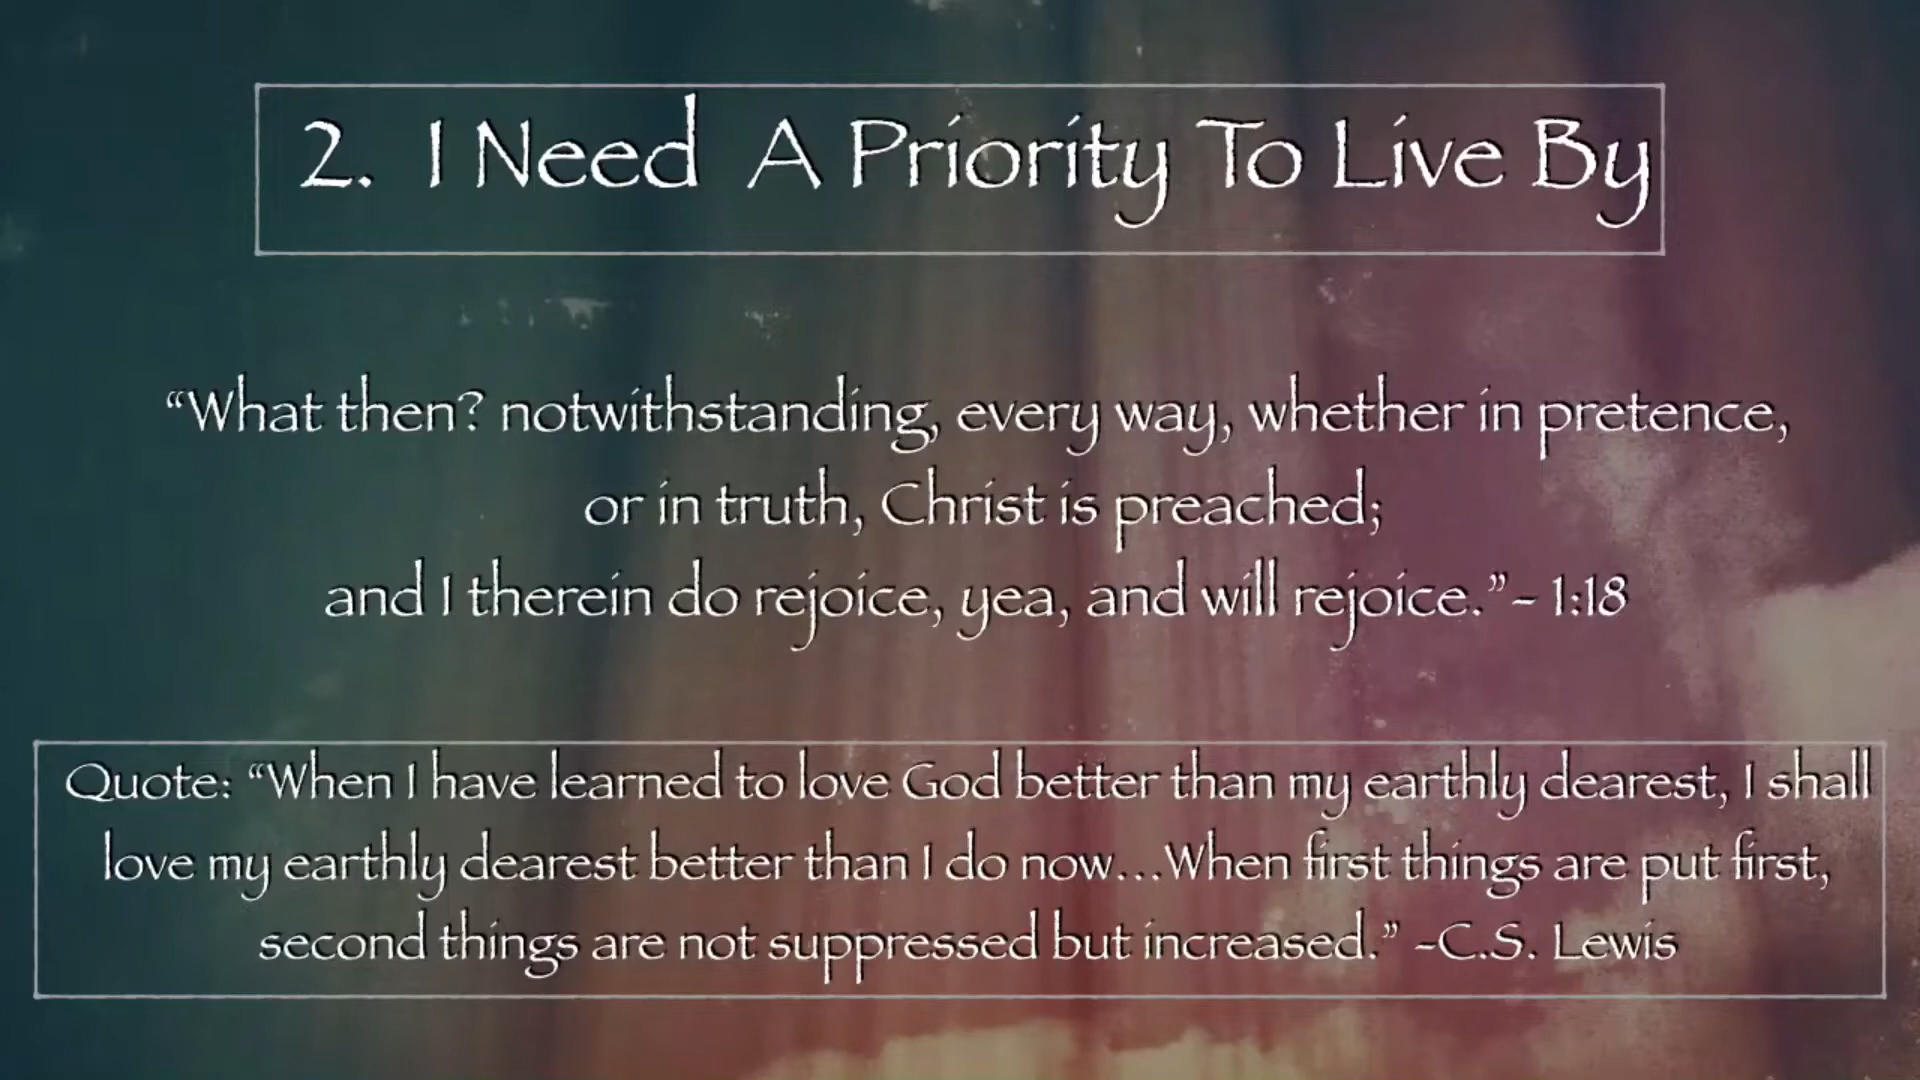 2. I Need A Priority To Live By
“What then? notwithstanding, every way, whether in pretence,
or in truth, Christ is preached;
and I therein do rejoice, yea, and will rejoice.”- 1:18
Quote: “When I have learned to love God better than my earthly dearest, I shall
love my earthly dearest better than I do now...When first things are put first,
second things are not suppressed but increased.” -C.S. Lewis